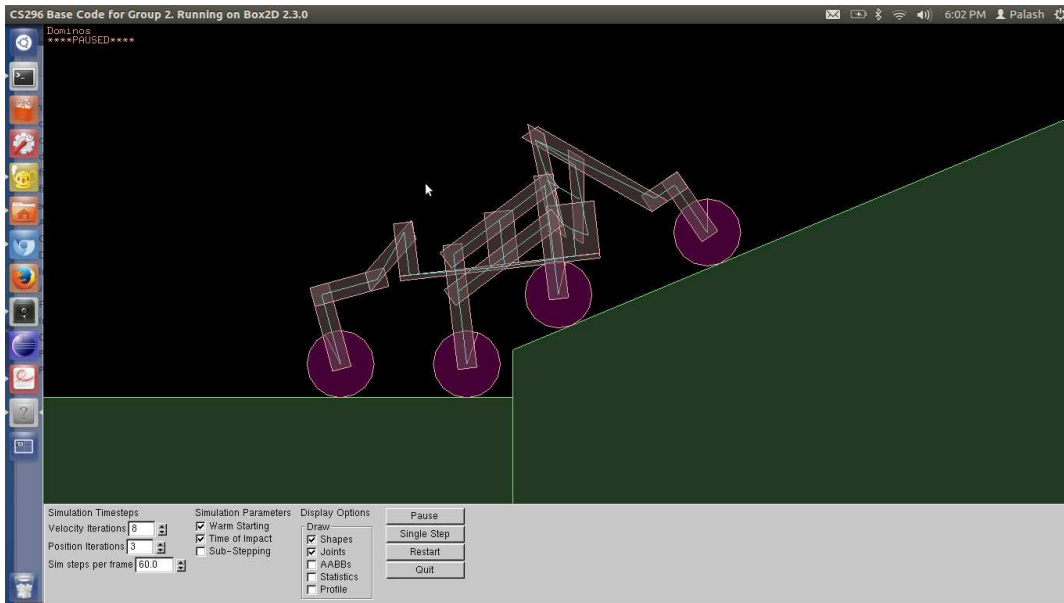 CS296 Base Code for Group 2. Running on Box2D 2.3.0
6:02 PM Palash
Dominos
****PAUSED****
Simulation Timesteps
Velocity Iterations 8
Position Iterations 3
Sim steps per frame 60.0
Simulation Parameters
Warm Starting
Time of Impact
Sub-Stepping
Display Options
Draw
Shapes
Joints
AABBs
Statistics
Profile
Pause
Single Step
Restart
Quit